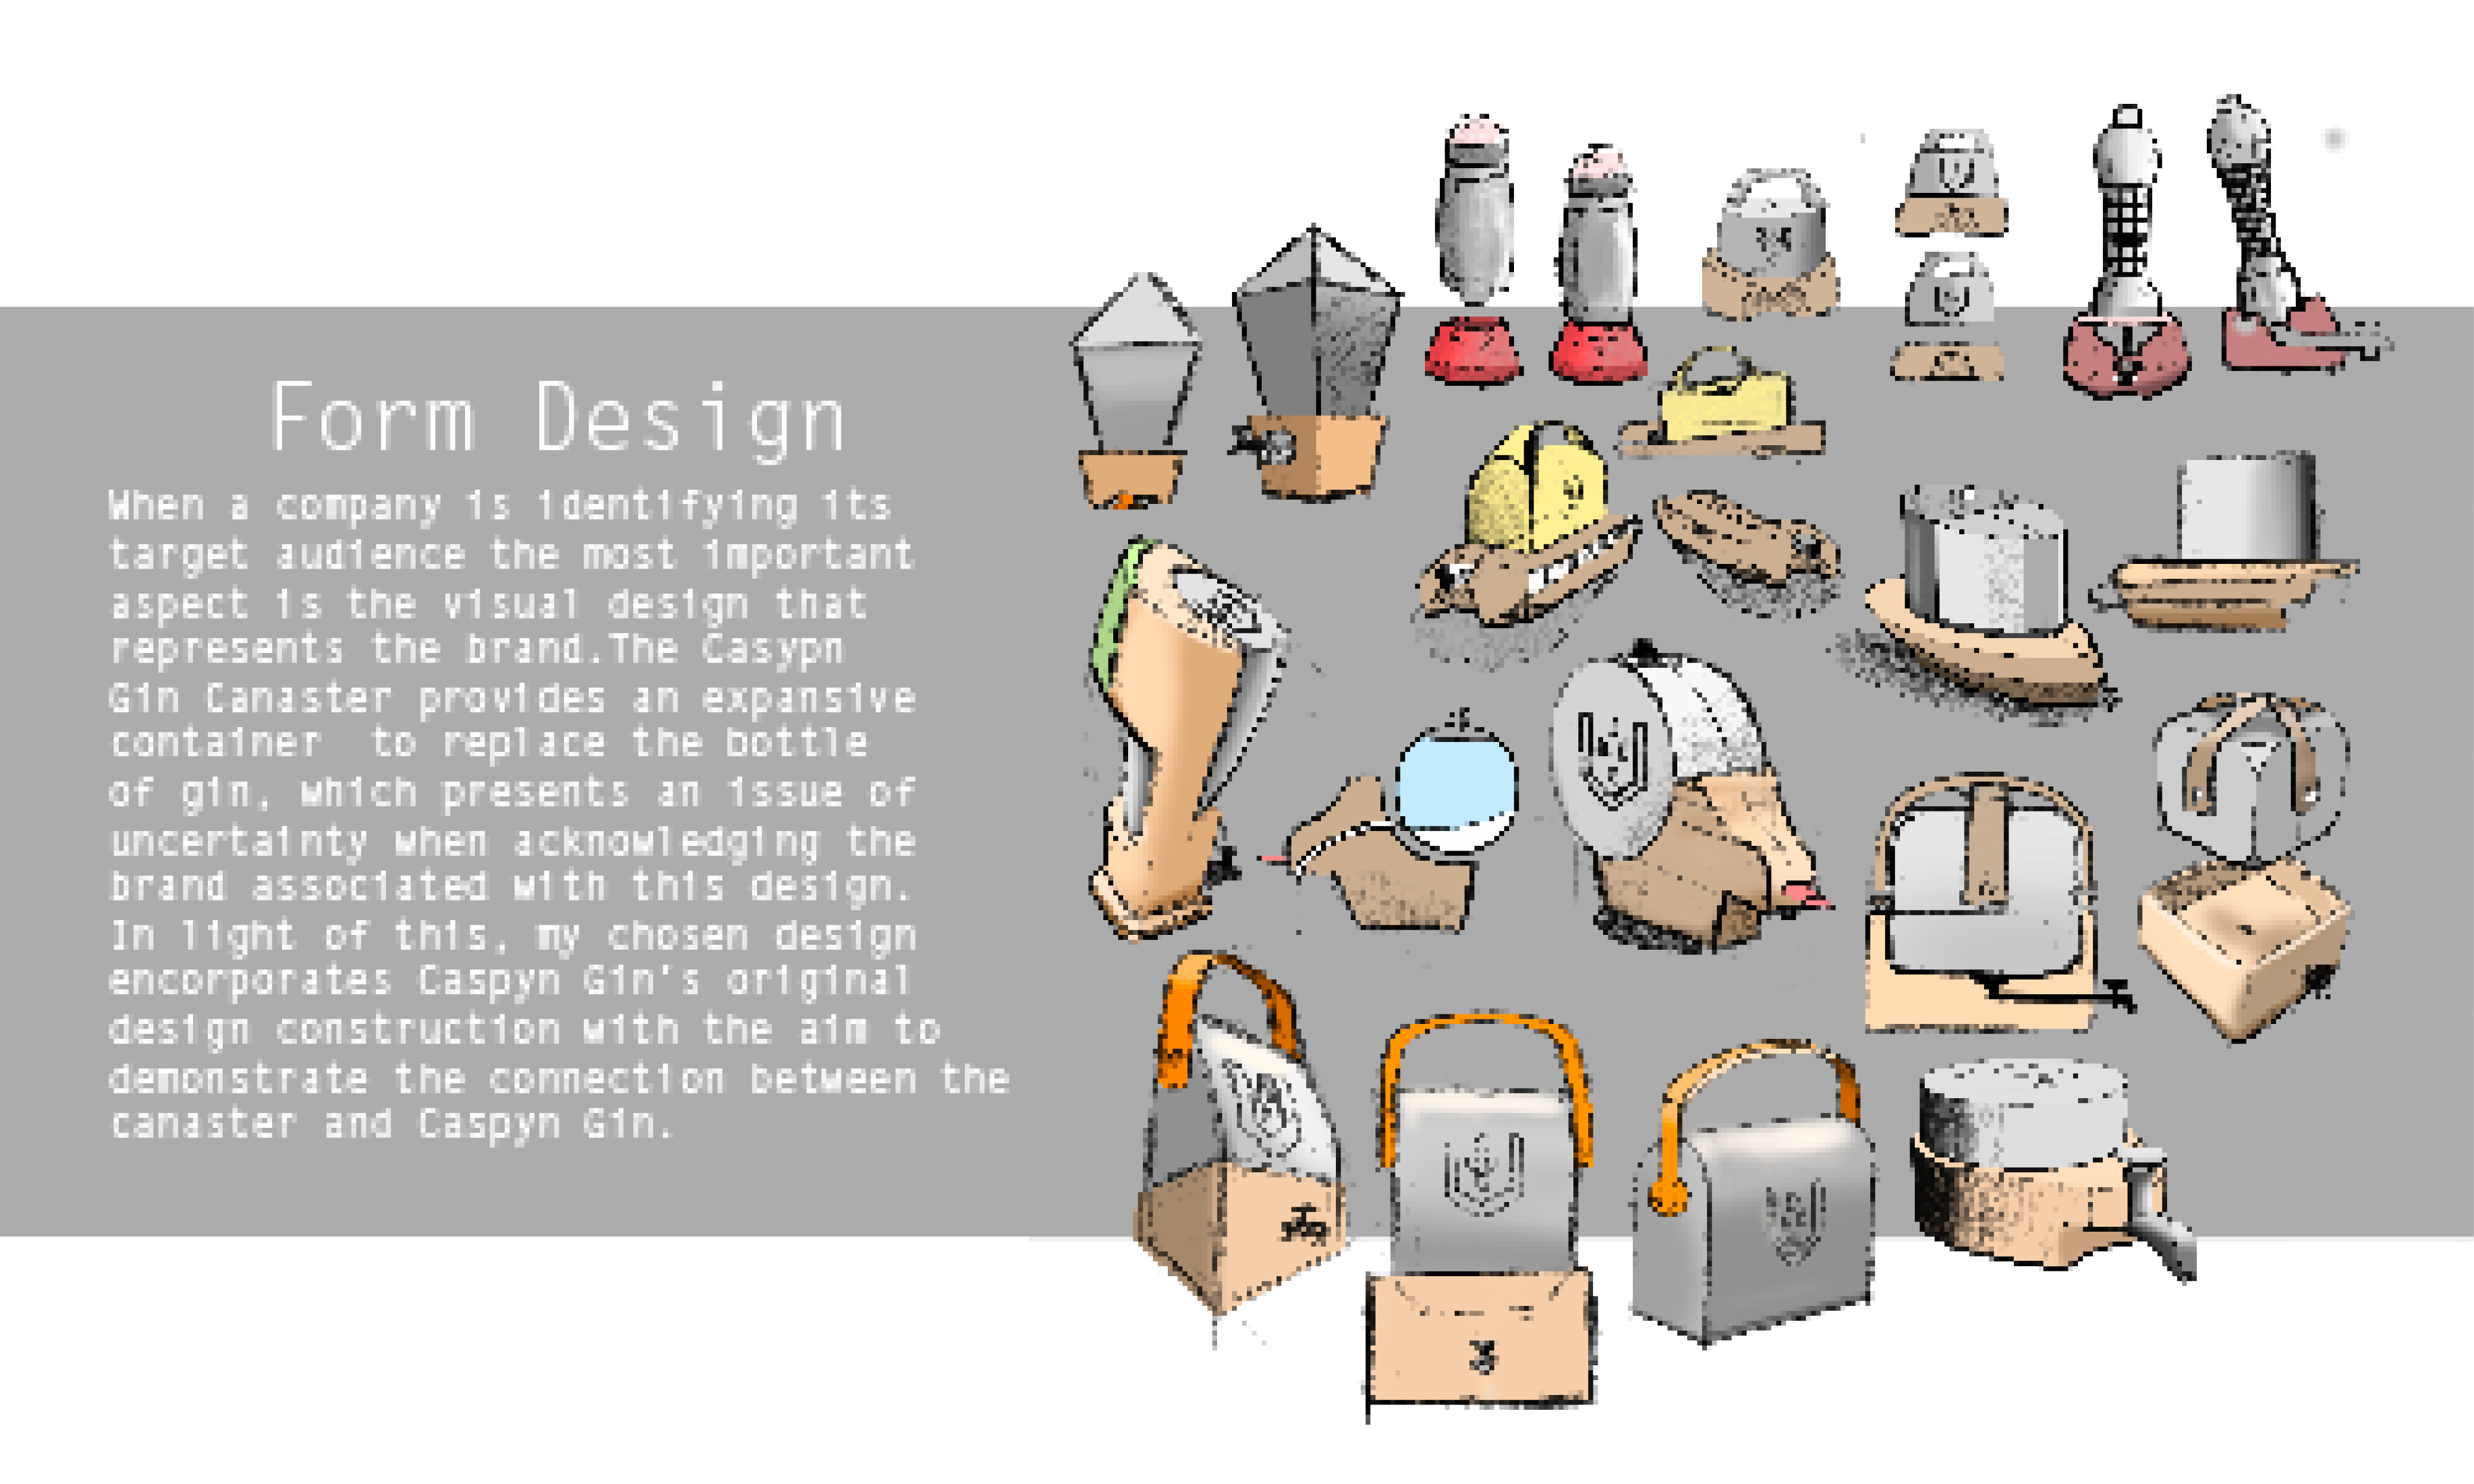 Form Design
When a company is identifying its
target audience the most important
aspect is the visual design that
represents the brand.The Casypn
Gin Canaster provides an expansive
container  to replace the bottle
of gin, which presents an issue of
uncertainty when acknowledging the
brand associated with this design.
In light of this, my chosen design
encorporates Caspyn Gin's original
design construction with the aim to
demonstrate the connection between the
canaster and Caspyn Gin.